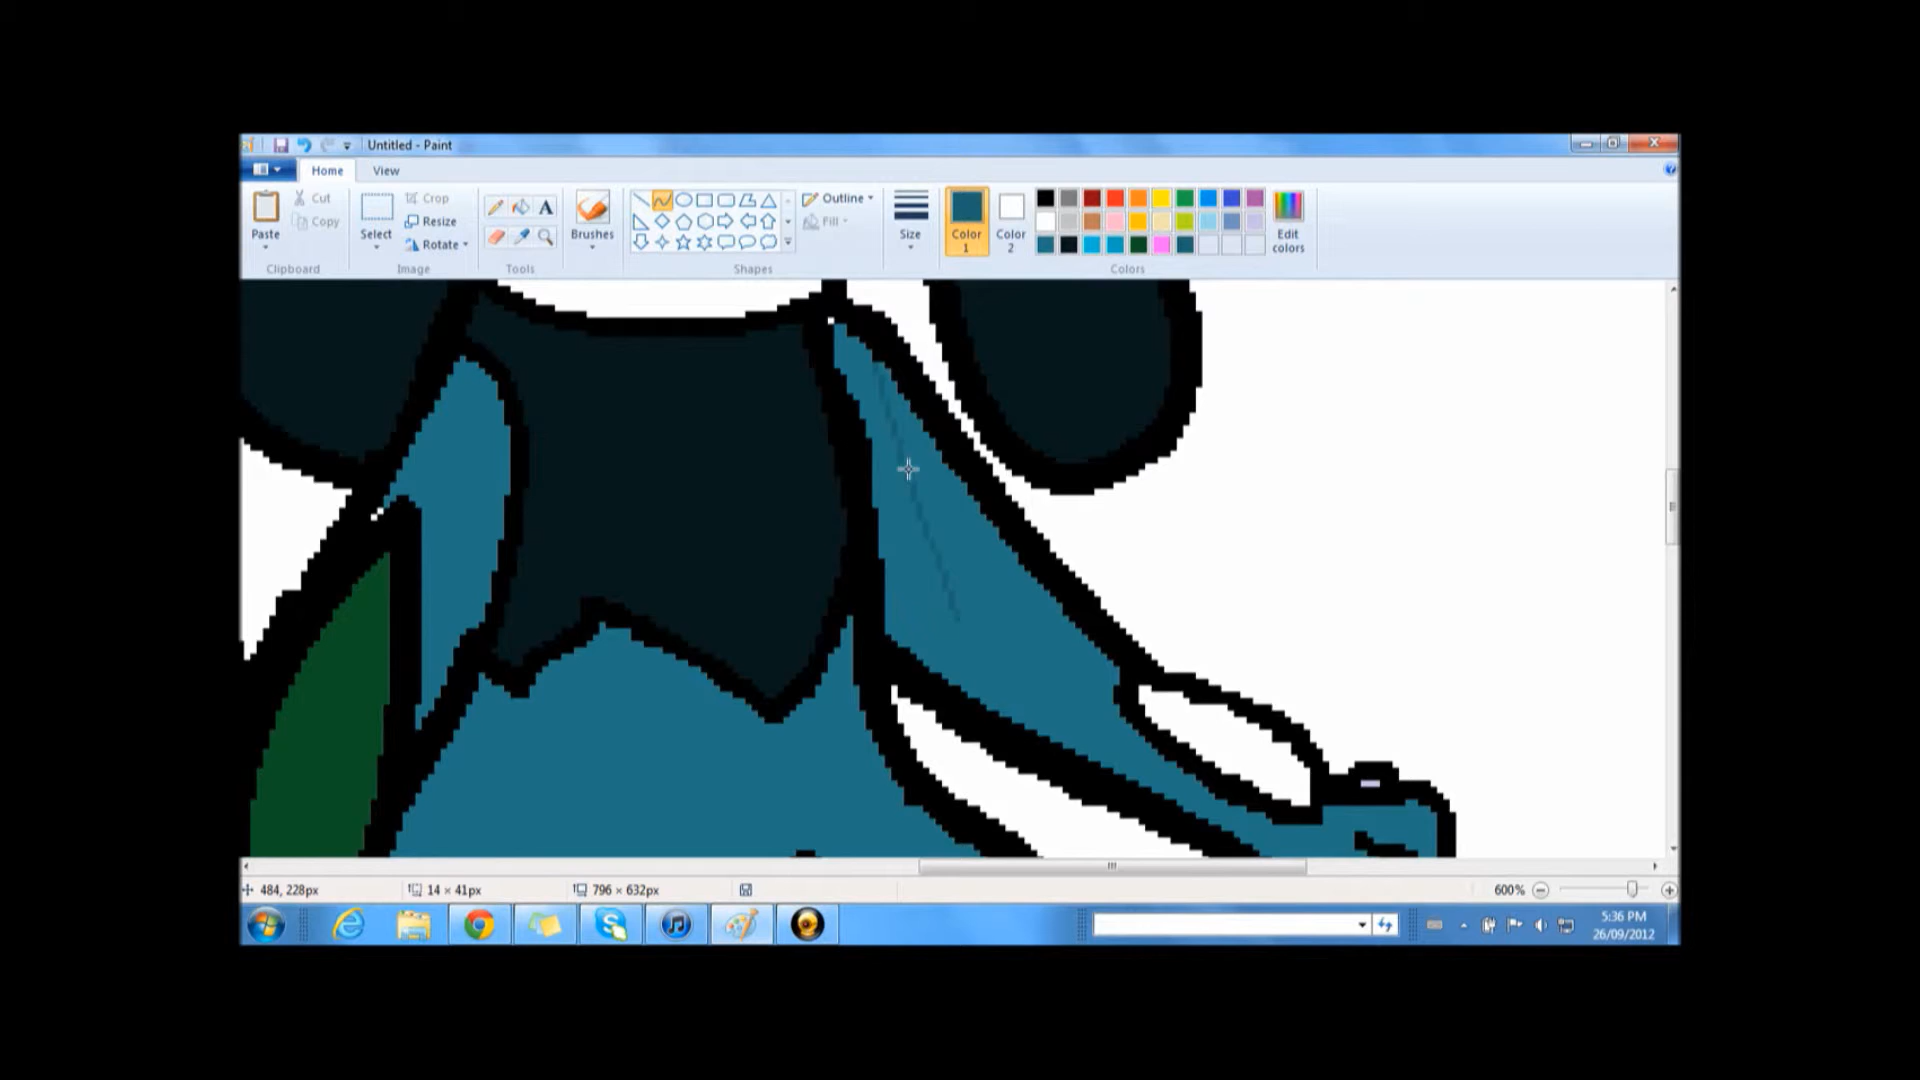 Untitled - Paint
Home View
Paste
Cut
Copy
Clipboard
Select
Crop
Resize
Rotate
Image
A
Tools
Brushes
Outline
Fill
Shapes
Size
Color 1
Color 2
Edit colors
Colors
484, 228px
14 × 41px
796 × 632px
600%
5:36 PM
26/09/2012